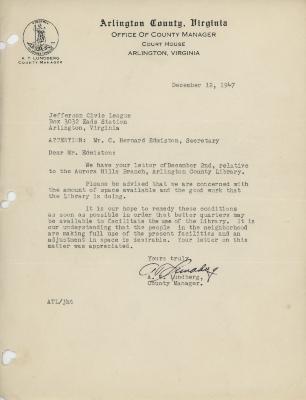 Arlington County, Virginia
OFFICE OF COUNTY MANAGER
COURT HOUSE
ARLINGTON, VIRGINIA
A. T. LUNDBERG
COUNTY MANAGER
December 12, 1947
Jefferson Civic League
Box 3032 Eads Station
Arlington, Virginia
ATTENTION: Mr. C. Bernard Edmiston, Secretary
Dear Mr. Edmiston:
We have your letter of December 2nd, relative
to the Aurora Hills Branch, Arlington County Library.
Please be advised that we are concerned with
the amount of space available and the good work that
the Library is doing.
It is our hope to remedy these conditions
as soon as possible in order that better quarters may
be available to facilitate the use of the library. It is
our understanding that the people in the neighborhood
are making full use of the present facilities and an
adjustment in space is desirable. Your letter on this
matter was appreciated.
Yours truly,
A. T. Lundberg
A. T. Lundberg,
County Manager.
ATL/jht